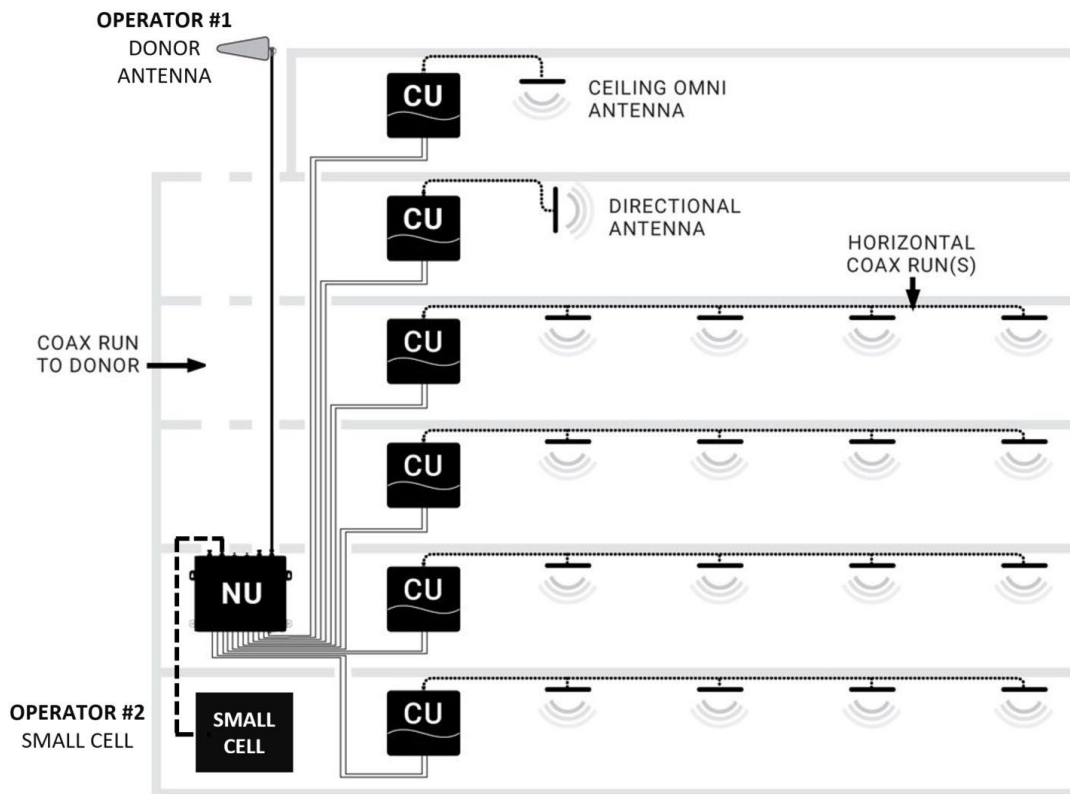 OPERATOR #1
DONOR
ANTENNA
CU
CEILING OMNI
ANTENNA
CU
DIRECTIONAL
ANTENNA
HORIZONTAL
COAX RUN(S)
COAX RUN
TO DONOR
CU
CU
NU
CU
OPERATOR #2
SMALL CELL
SMALL
CELL
CU